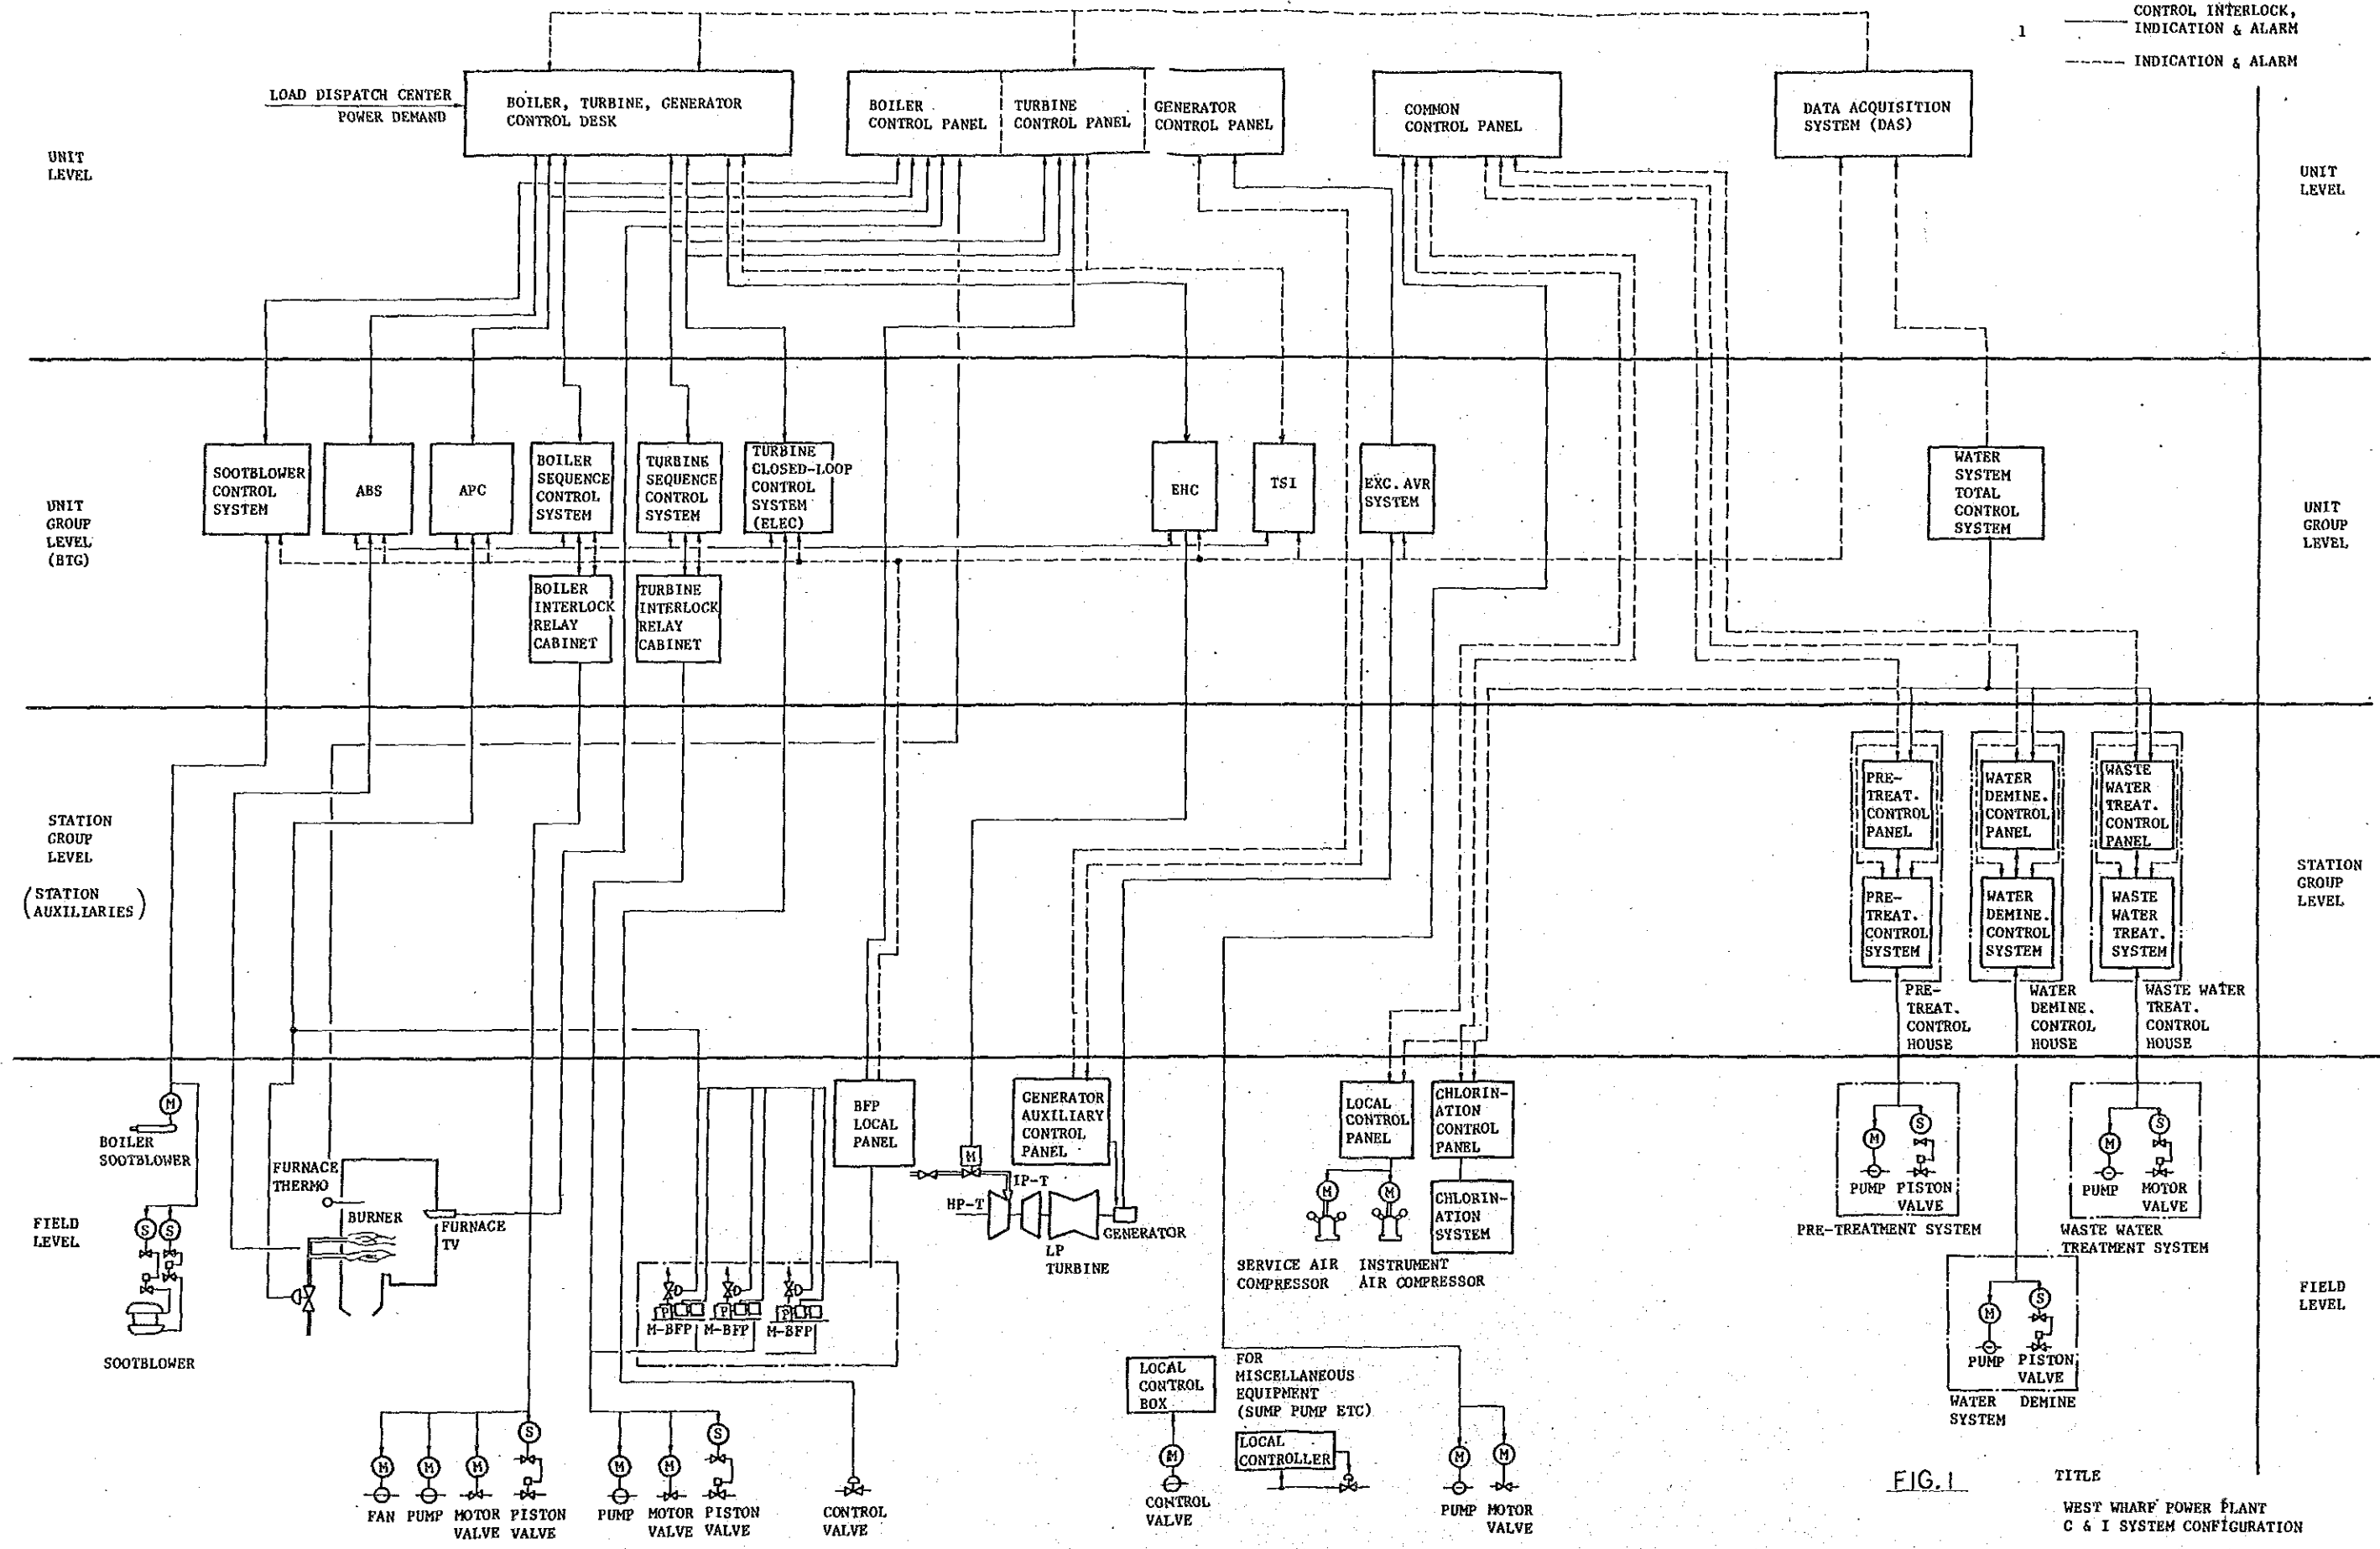 1
CONTROL INTERLOCK,
INDICATION & ALARM
INDICATION & ALARM
LOAD DISPATCH CENTER
POWER DEMAND
BOILER, TURBINE, GENERATOR
CONTROL DESK
BOILER
CONTROL PANEL
TURBINE
CONTROL PANEL
GENERATOR
CONTROL PANEL
COMMON
CONTROL PANEL
DATA ACQUISITION
SYSTEM (DAS)
UNIT
LEVEL
UNIT
LEVEL
UNIT
GROUP
LEVEL
(BTG)
SOOTBLOWER
CONTROL
SYSTEM
ABS
APC
BOILER
SEQUENCE
CONTROL
SYSTEM
TURBINE
SEQUENCE
CONTROL
SYSTEM
TURBINE
CLOSED-LOOP
CONTROL
SYSTEM
(ELEC)
EHC
TSI
EXC. AVR
SYSTEM
WATER
SYSTEM
TOTAL
CONTROL
SYSTEM
UNIT
GROUP
LEVEL
BOILER
INTERLOCK
RELAY
CABINET
TURBINE
INTERLOCK
RELAY
CABINET
STATION
GROUP
LEVEL
(STATION
AUXILIARIES)
PRE-
TREAT.
CONTROL
PANEL
WATER
DEMINE.
CONTROL
PANEL
WASTE
WATER
TREAT.
CONTROL
PANEL
PRE-
TREAT.
CONTROL
SYSTEM
WATER
DEMINE.
CONTROL
SYSTEM
WASTE
WATER
TREAT.
SYSTEM
STATION
GROUP
LEVEL
PRE-
TREAT.
CONTROL
HOUSE
WATER
DEMINE.
CONTROL
HOUSE
WASTE WATER
TREAT.
CONTROL
HOUSE
FIELD
LEVEL
M
BOILER
SOOTBLOWER
S S
SOOTBLOWER
FURNACE
THERMO
BURNER
FURNACE
TV
BFP
LOCAL
PANEL
P P P
M-BFP M-BFP M-BFP
M
HP-T
IP-T
LP
TURBINE
GENERATOR
GENERATOR
AUXILIARY
CONTROL
PANEL
LOCAL
CONTROL
PANEL
CHLORIN-
ATION
CONTROL
PANEL
M M
SERVICE AIR
COMPRESSOR
INSTRUMENT
AIR COMPRESSOR
CHLORIN-
ATION
SYSTEM
M S
PUMP PISTON
VALVE
PRE-TREATMENT SYSTEM
M S
PUMP MOTOR
VALVE
WASTE WATER
TREATMENT SYSTEM
M S
PUMP PISTON
VALVE
WATER DEMINE
SYSTEM
FIELD
LEVEL
M M M S
FAN PUMP MOTOR PISTON
VALVE VALVE
M M S
PUMP MOTOR PISTON
VALVE VALVE
CONTROL
VALVE
LOCAL
CONTROL
BOX
M
CONTROL
VALVE
FOR
MISCELLANEOUS
EQUIPMENT
(SUMP PUMP ETC)
LOCAL
CONTROLLER
M M
PUMP MOTOR
VALVE
FIG. 1
TITLE
WEST WHARF POWER PLANT
C & I SYSTEM CONFIGURATION